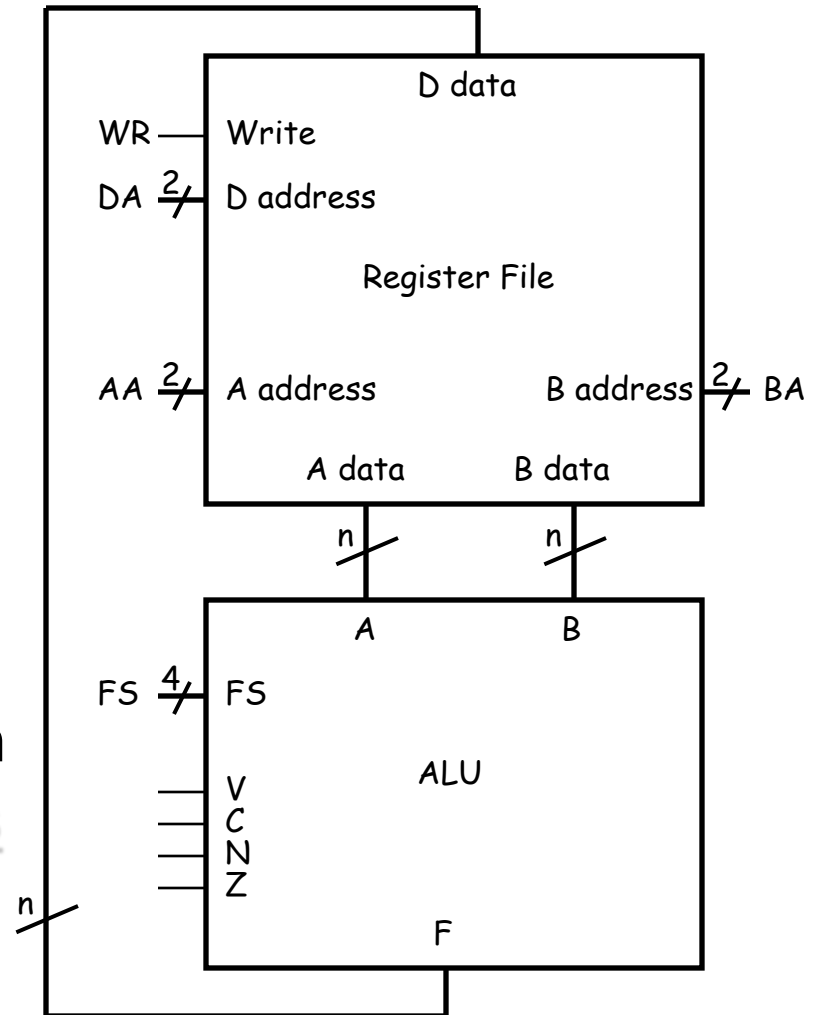 D data
WR Write
2
DA D address
Register File
2 2
AA A address B address BA
A data B data
n n
A B
4
FS FS
ALU
V
C
N
Z
n
F